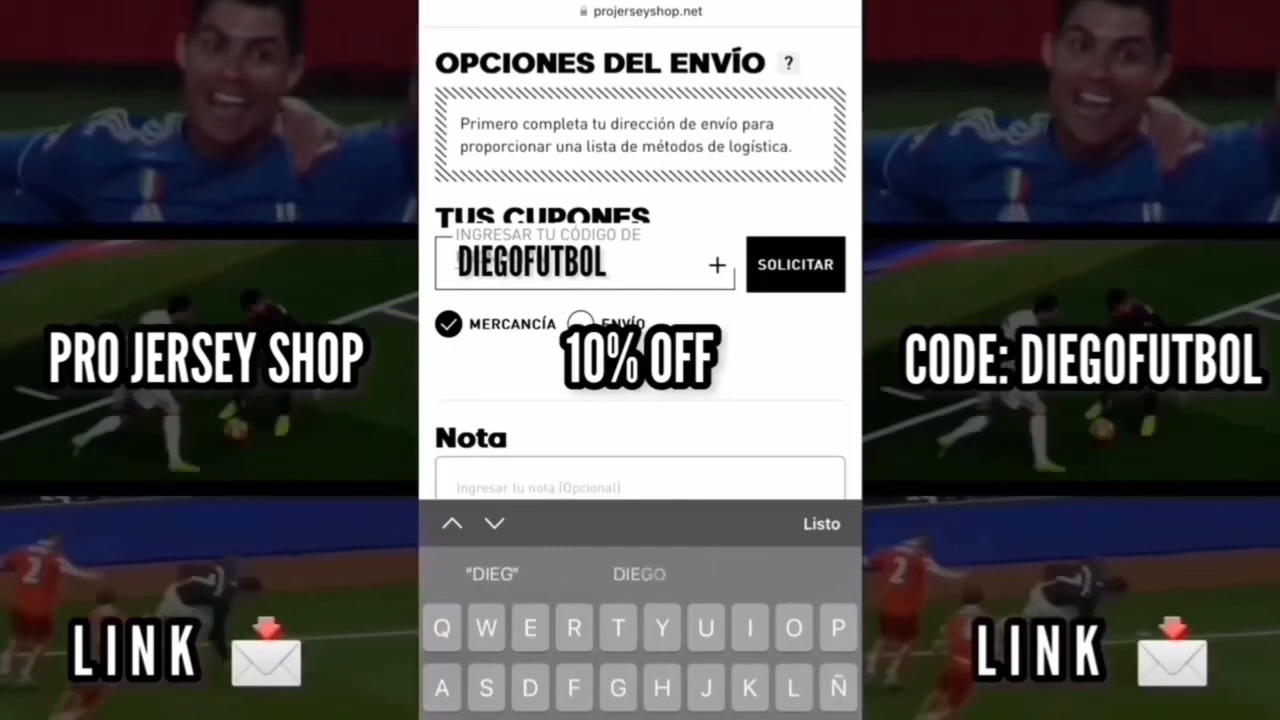 projerseyshop.net
OPCIONES DEL ENVÍO ?
Primero completa tu dirección de envío para
proporcionar una lista de métodos de logística.
TUS CUPONES
INGRESAR TU CÓDIGO DE
DIEGOFUTBOL
+
SOLICITAR
MERCANCÍA
ENVÍO
PRO JERSEY SHOP
10% OFF
CODE: DIEGOFUTBOL
Nota
Ingresar tu nota (Opcional)
Listo
"DIEG"
DIEGO
Q W E R T Y U I O P
A S D F G H J K L Ñ
LINK
LINK
2
2